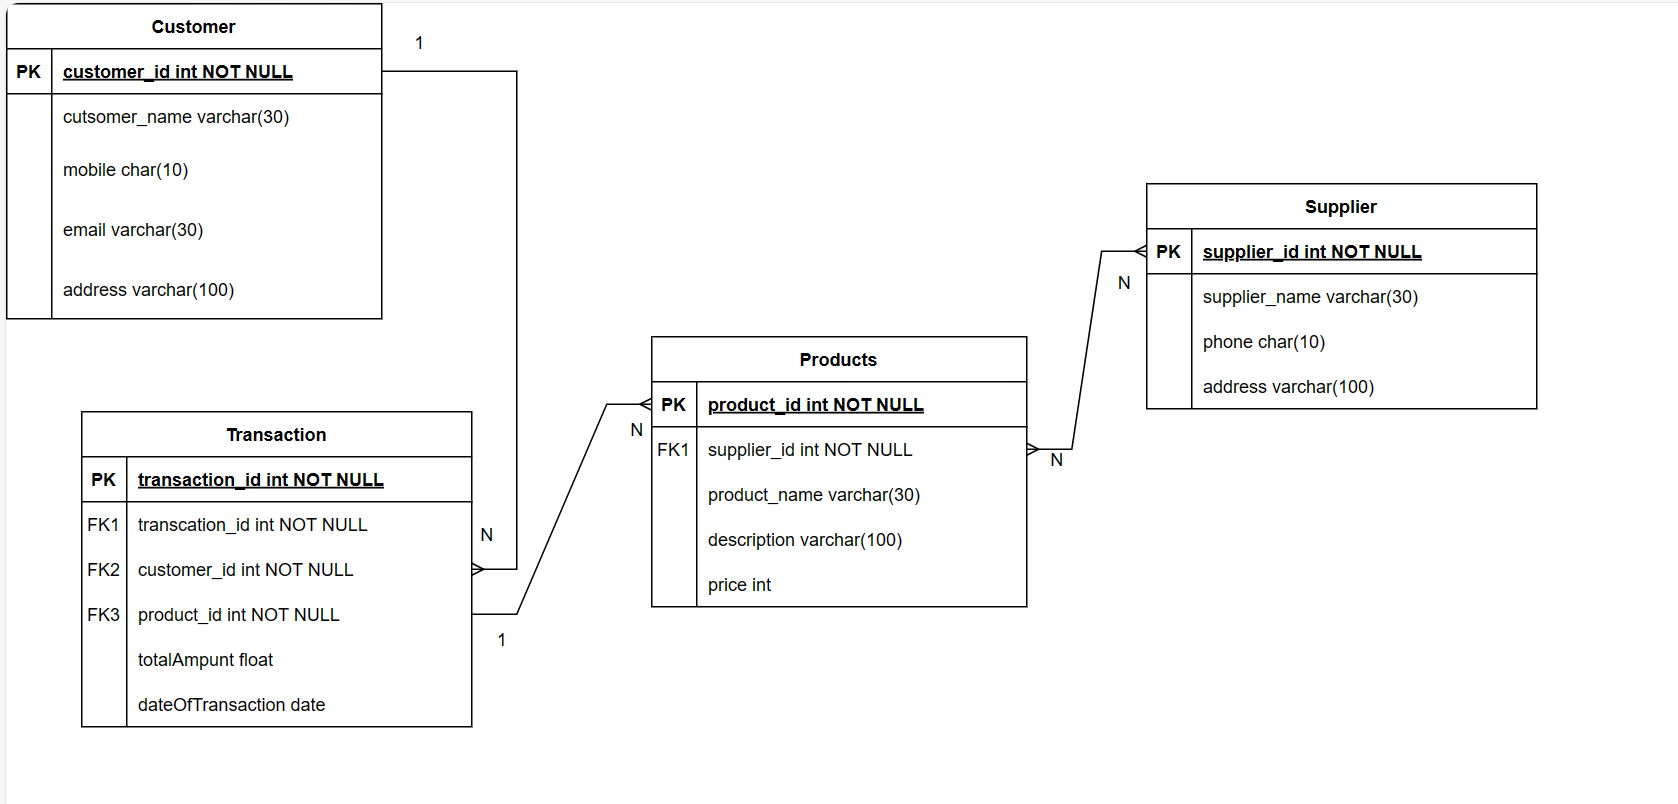 Customer
1
PK customer_id int NOT NULL
cutsomer_name varchar(30)
mobile char(10)
email varchar(30)
address varchar(100)
Transaction
PK transaction_id int NOT NULL
FK1 transcation_id int NOT NULL
N
FK2 customer_id int NOT NULL
FK3 product_id int NOT NULL
1
totalAmpunt float
dateOfTransaction date
Products
PK product_id int NOT NULL
N
FK1 supplier_id int NOT NULL
N
product_name varchar(30)
description varchar(100)
price int
Supplier
PK supplier_id int NOT NULL
N
supplier_name varchar(30)
phone char(10)
address varchar(100)